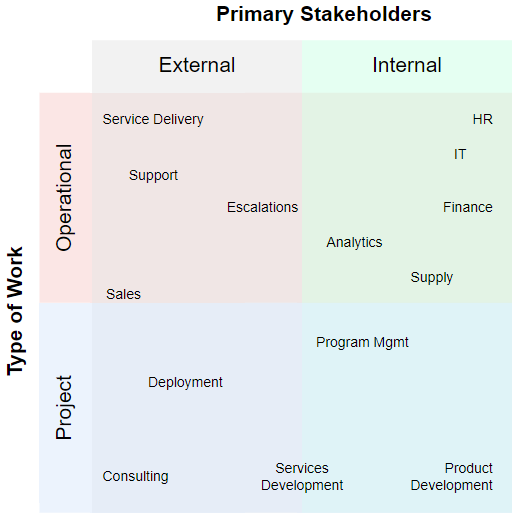 Primary Stakeholders
External
Internal
Type of Work
Operational
Service Delivery
HR
IT
Support
Escalations
Finance
Analytics
Supply
Sales
Project
Program Mgmt
Deployment
Consulting
Services
Development
Product
Development